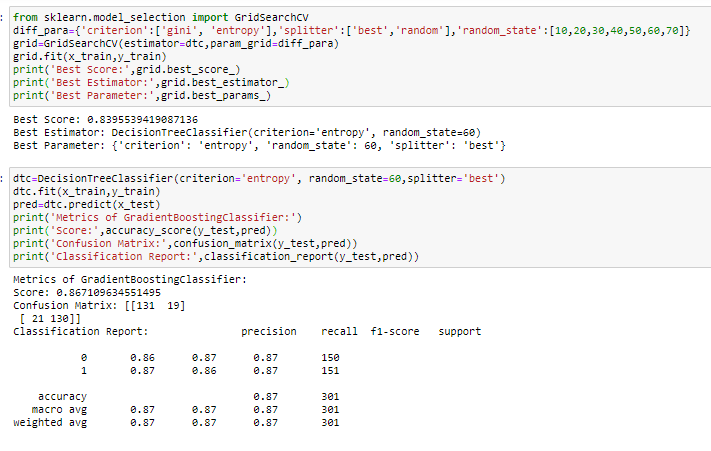 from sklearn.model_selection import GridSearchCV
diff_para={'criterion':['gini', 'entropy'],'splitter':['best','random'],'random_state':[10,20,30,40,50,60,70]}
grid=GridSearchCV(estimator=dtc,param_grid=diff_para)
grid.fit(x_train,y_train)
print('Best Score:',grid.best_score_)
print('Best Estimator:',grid.best_estimator_)
print('Best Parameter:',grid.best_params_)
Best Score: 0.8395539419087136
Best Estimator: DecisionTreeClassifier(criterion='entropy', random_state=60)
Best Parameter: {'criterion': 'entropy', 'random_state': 60, 'splitter': 'best'}
dtc=DecisionTreeClassifier(criterion='entropy', random_state=60,splitter='best')
dtc.fit(x_train,y_train)
pred=dtc.predict(x_test)
print('Metrics of GradientBoostingClassifier:')
print('Score:',accuracy_score(y_test,pred))
print('Confusion Matrix:',confusion_matrix(y_test,pred))
print('Classification Report:',classification_report(y_test,pred))
Metrics of GradientBoostingClassifier:
Score: 0.867109634551495
Confusion Matrix: [[131  19]
 [ 21 130]]
Classification Report:               precision    recall  f1-score   support
0       0.86      0.87      0.87       150
1       0.87      0.86      0.87       151
accuracy                           0.87       301
macro avg       0.87      0.87      0.87       301
weighted avg       0.87      0.87      0.87       301